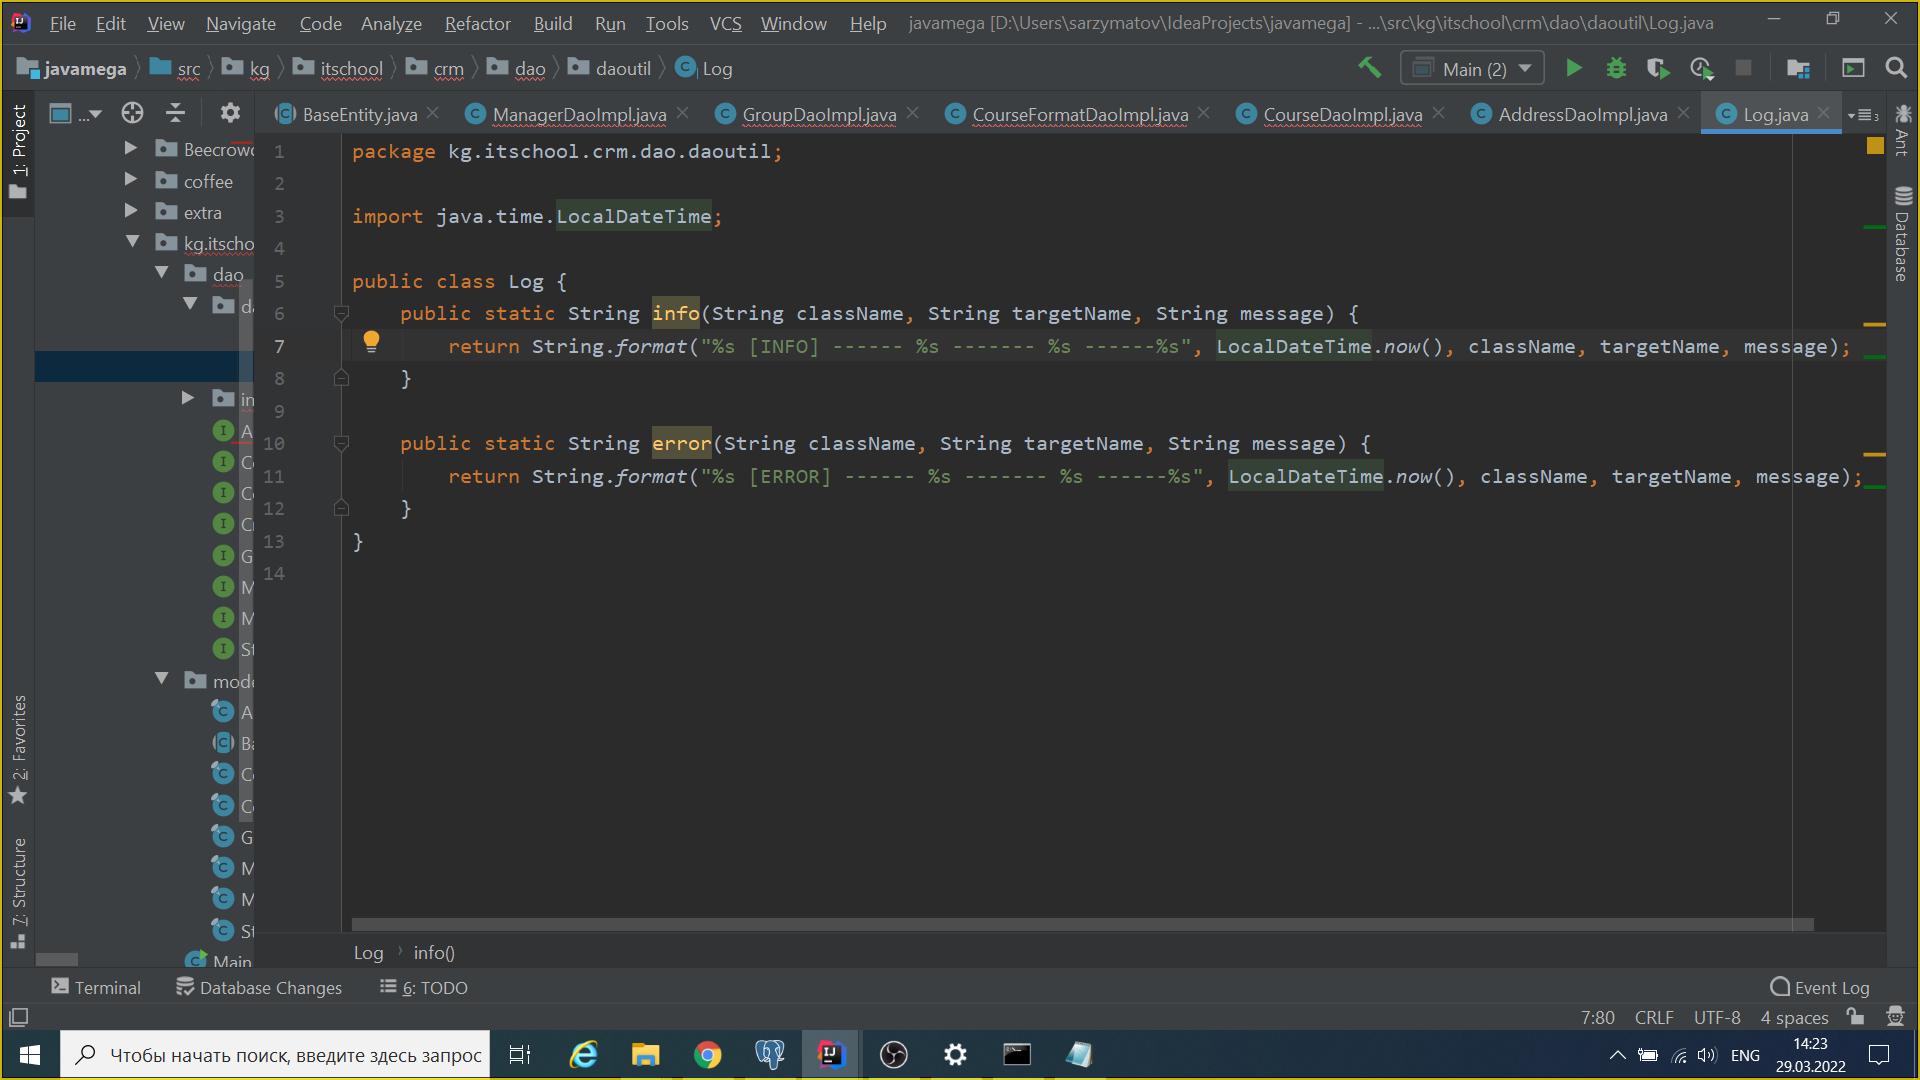 File Edit View Navigate Code Analyze Refactor Build Run Tools VCS Window Help javamega [D:\Users\sarzymatov\IdeaProjects\javamega] - ...\src\kg\itschool\crm\dao\daoutil\Log.java
javamega src kg itschool crm dao daoutil Log Main (2)
... BaseEntity.java ManagerDaoImpl.java GroupDaoImpl.java CourseFormatDaoImpl.java CourseDaoImpl.java AddressDaoImpl.java Log.java
1: Project
2: Favorites
7: Structure
Ant
Database
Beecrow
coffee
extra
kg.itscho
dao
mode
Main
1 package kg.itschool.crm.dao.daoutil;
2
3 import java.time.LocalDateTime;
4
5 public class Log {
6 public static String info(String className, String targetName, String message) {
7 return String.format("%s [INFO] ------ %s ------- %s ------%s", LocalDateTime.now(), className, targetName, message);
8 }
9
10 public static String error(String className, String targetName, String message) {
11 return String.format("%s [ERROR] ------ %s ------- %s ------%s", LocalDateTime.now(), className, targetName, message);
12 }
13 }
14
Log info()
Terminal Database Changes 6: TODO Event Log
7:80 CRLF UTF-8 4 spaces
Чтобы начать поиск, введите здесь запрос
ENG
14:23
29.03.2022